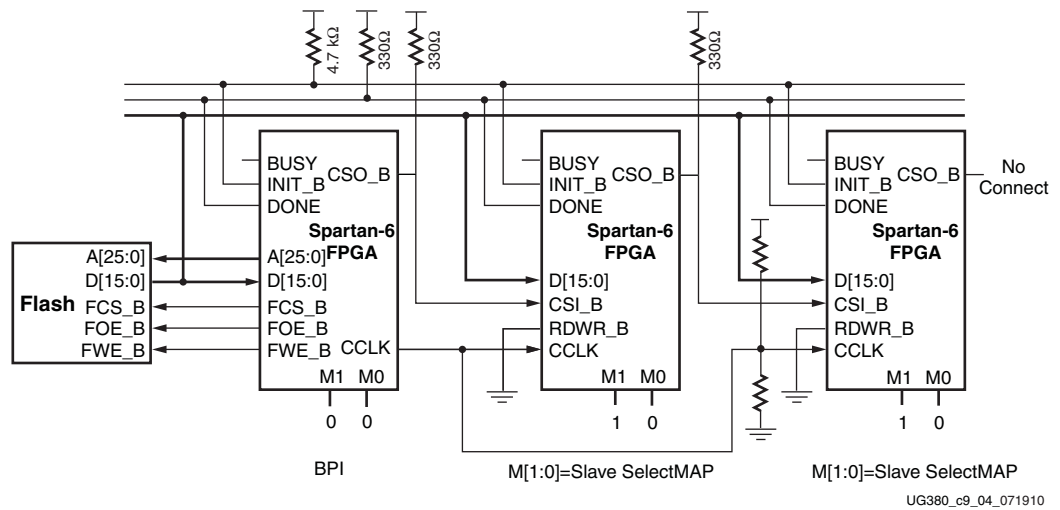 4.7 kΩ
330Ω
330Ω
330Ω
BUSY
INIT_B
DONE
CSO_B
Spartan-6
FPGA
A[25:0]
D[15:0]
FCS_B
FOE_B
FWE_B
CCLK
M1 M0
0 0
BPI
Flash
A[25:0]
D[15:0]
FCS_B
FOE_B
FWE_B
BUSY
INIT_B
DONE
CSO_B
Spartan-6
FPGA
D[15:0]
CSI_B
RDWR_B
CCLK
M1 M0
1 0
M[1:0]=Slave SelectMAP
BUSY
INIT_B
DONE
CSO_B
No
Connect
Spartan-6
FPGA
D[15:0]
CSI_B
RDWR_B
CCLK
M1 M0
1 0
M[1:0]=Slave SelectMAP
UG380_c9_04_071910